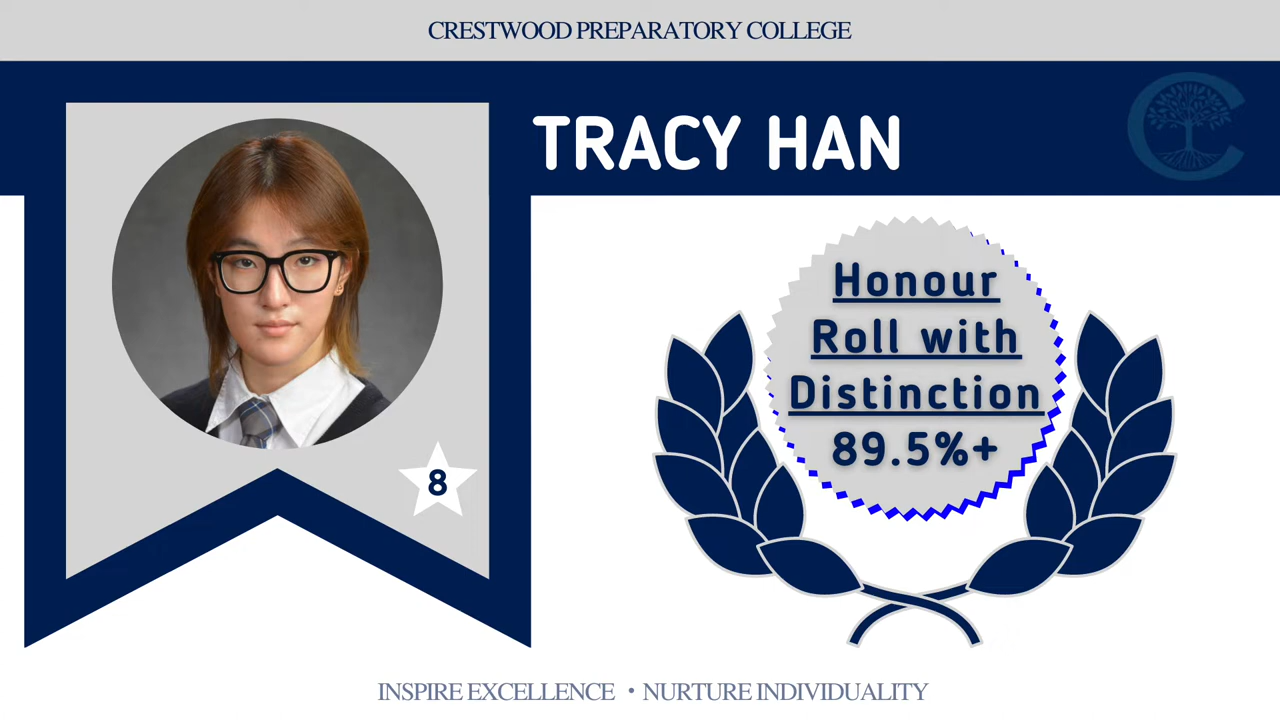 CRESTWOOD PREPARATORY COLLEGE
TRACY HAN
Honour
Roll with
Distinction
89.5%+
8
INSPIRE EXCELLENCE • NURTURE INDIVIDUALITY